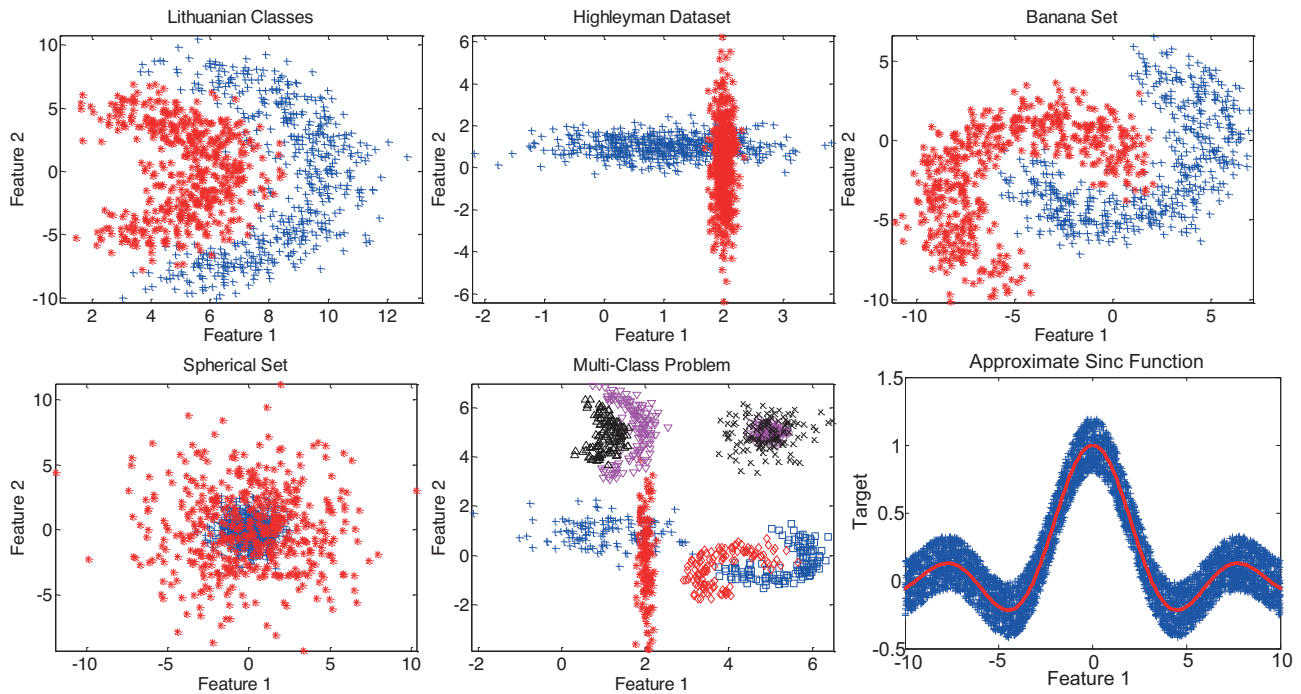 Lithuanian Classes
10
5
0
-5
-10
Feature 2
2 4 6 8 10 12
Feature 1
Highleyman Dataset
6
4
2
0
-2
-4
-6
Feature 2
-2 -1 0 1 2 3
Feature 1
Banana Set
5
0
-5
-10
Feature 2
-10 -5 0 5
Feature 1
Spherical Set
10
5
0
-5
Feature 2
-10 -5 0 5 10
Feature 1
Multi-Class Problem
6
4
2
0
-2
Feature 2
-2 0 2 4 6
Feature 1
Approximate Sinc Function
1.5
1
0.5
0
-0.5
Target
-10 -5 0 5 10
Feature 1